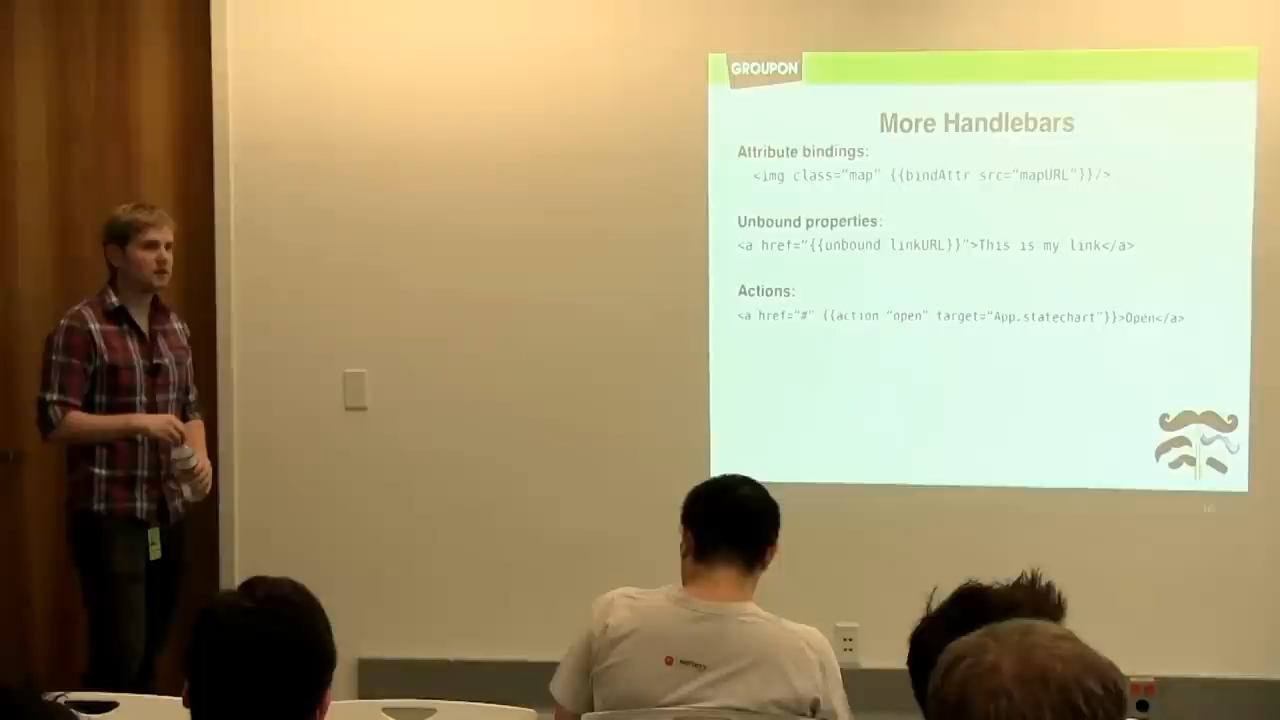 GROUPON
More Handlebars
Attribute bindings:
<img class="map" {{bindAttr src="mapURL"}}/>
Unbound properties:
<a href="{{unbound linkURL}}">This is my link</a>
Actions:
<a href="#" {{action "open" target="App.statechart"}}>Open</a>